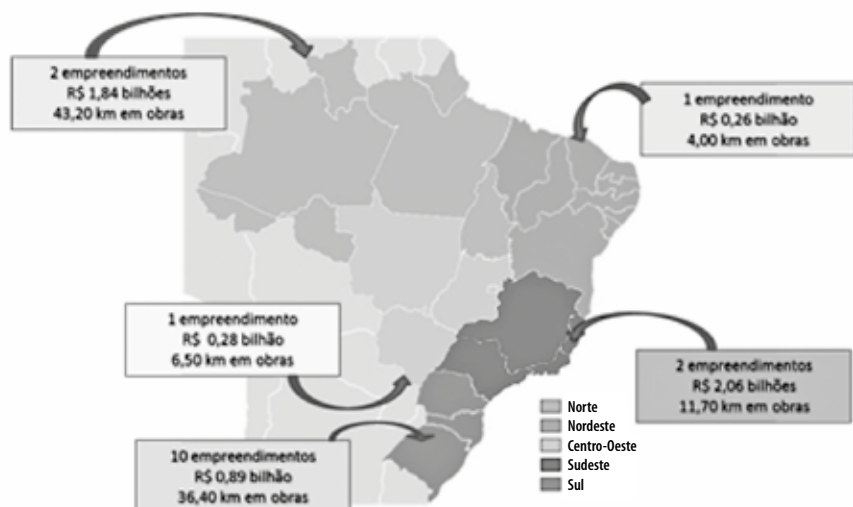 2 empreendimentos
R$ 1,84 bilhões
43,20 km em obras
1 empreendimento
R$ 0,26 bilhão
4,00 km em obras
1 empreendimento
R$ 0,28 bilhão
6,50 km em obras
2 empreendimentos
R$ 2,06 bilhões
11,70 km em obras
10 empreendimentos
R$ 0,89 bilhão
36,40 km em obras
Norte
Nordeste
Centro-Oeste
Sudeste
Sul